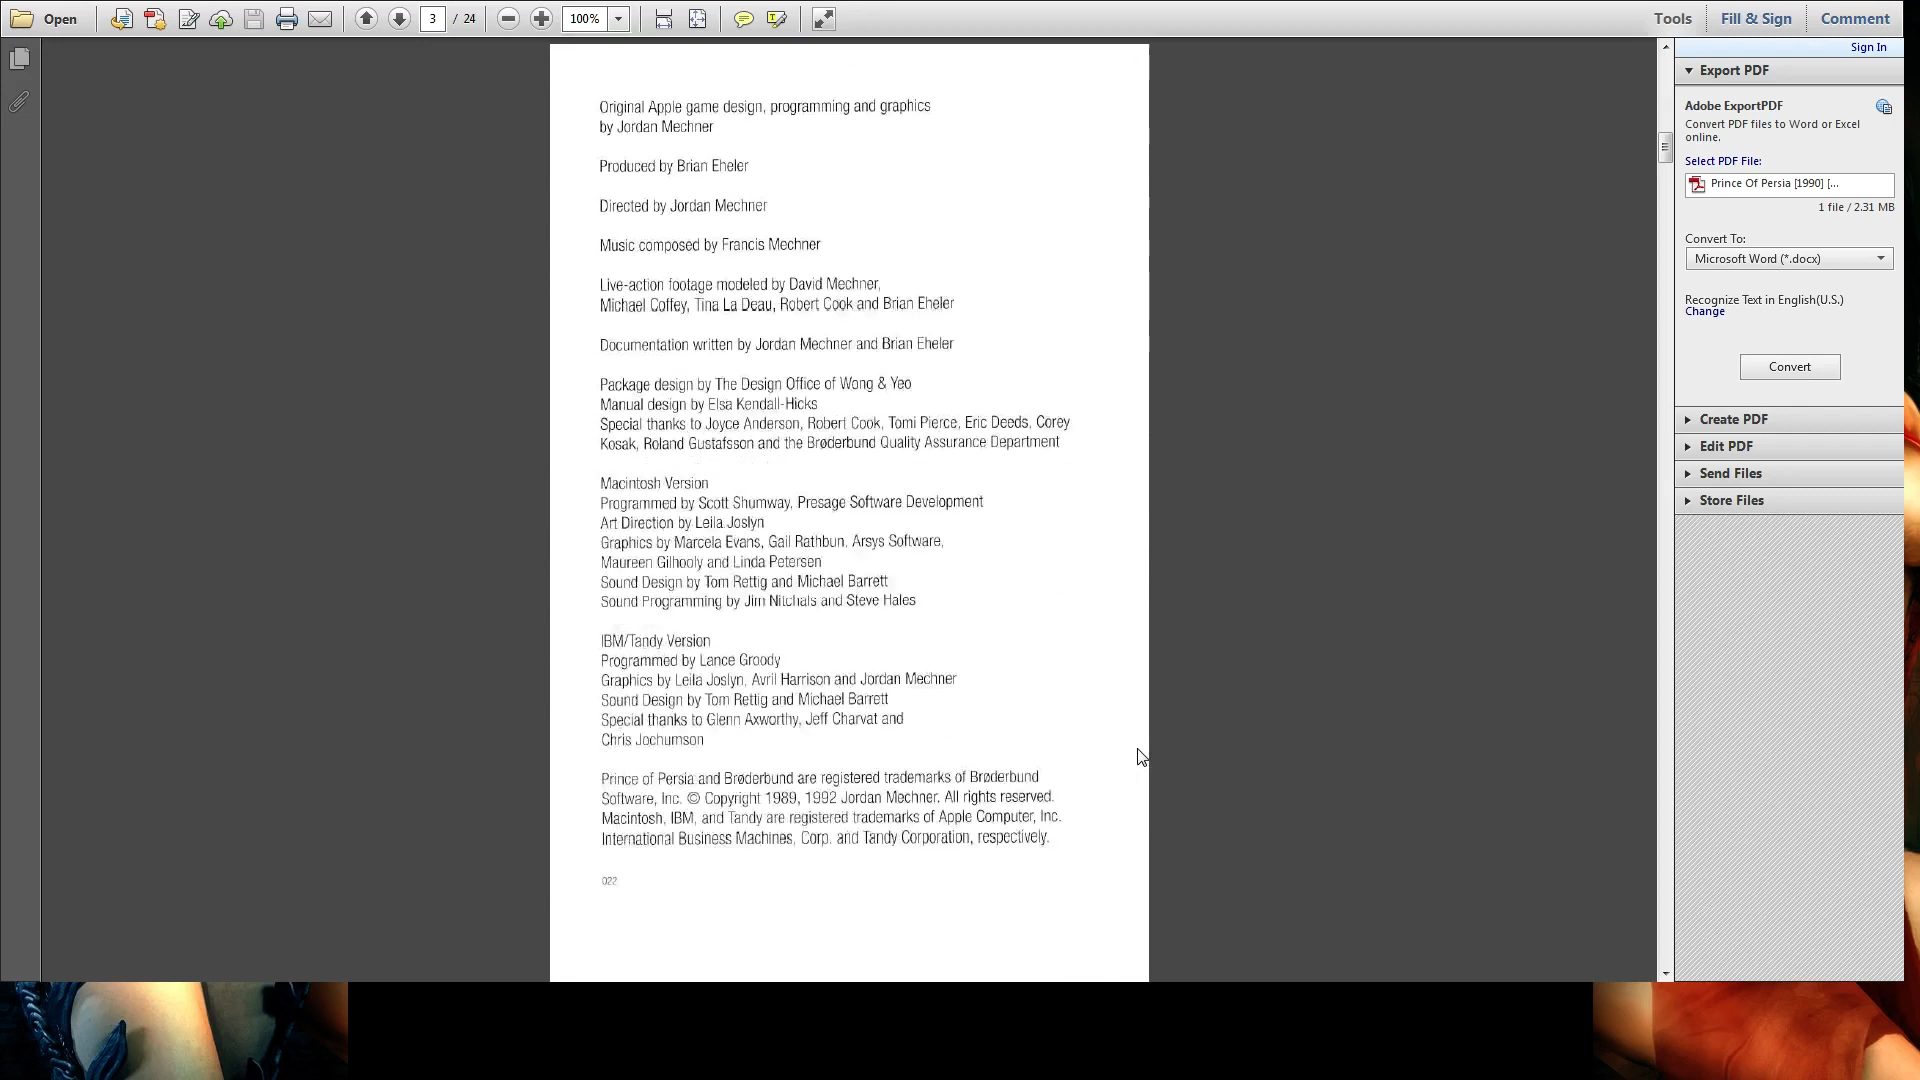 Open
3 / 24
100%
Tools
Fill & Sign
Comment
Sign In
Export PDF
Adobe ExportPDF
Convert PDF files to Word or Excel
online.
Select PDF File:
Prince Of Persia [1990] [...
1 file / 2.31 MB
Convert To:
Microsoft Word (*.docx)
Recognize Text in English(U.S.)
Change
Convert
Create PDF
Edit PDF
Send Files
Store Files
Original Apple game design, programming and graphics
by Jordan Mechner
Produced by Brian Eheler
Directed by Jordan Mechner
Music composed by Francis Mechner
Live-action footage modeled by David Mechner,
Michael Coffey, Tina La Deau, Robert Cook and Brian Eheler
Documentation written by Jordan Mechner and Brian Eheler
Package design by The Design Office of Wong & Yeo
Manual design by Elsa Kendall-Hicks
Special thanks to Joyce Anderson, Robert Cook, Tomi Pierce, Eric Deeds, Corey
Kosak, Roland Gustafsson and the Brøderbund Quality Assurance Department
Macintosh Version
Programmed by Scott Shumway, Presage Software Development
Art Direction by Leila Joslyn
Graphics by Marcela Evans, Gail Rathbun, Arsys Software,
Maureen Gilhooly and Linda Petersen
Sound Design by Tom Rettig and Michael Barrett
Sound Programming by Jim Nitchals and Steve Hales
IBM/Tandy Version
Programmed by Lance Groody
Graphics by Leila Joslyn, Avril Harrison and Jordan Mechner
Sound Design by Tom Rettig and Michael Barrett
Special thanks to Glenn Axworthy, Jeff Charvat and
Chris Jochumson
Prince of Persia and Brøderbund are registered trademarks of Brøderbund
Software, Inc. © Copyright 1989, 1992 Jordan Mechner. All rights reserved.
Macintosh, IBM, and Tandy are registered trademarks of Apple Computer, Inc.
International Business Machines, Corp. and Tandy Corporation, respectively.
022